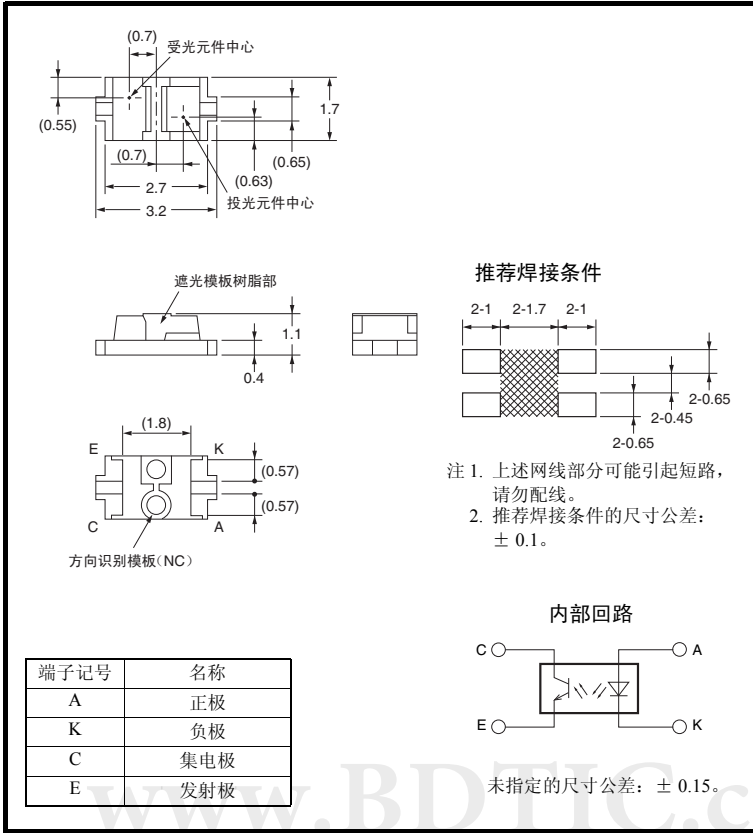 (0.7)
受光元件中心
(0.55)
1.7
(0.7)
(0.65)
(0.63)
2.7
投光元件中心
3.2
遮光模板树脂部
1.1
0.4
推荐焊接条件
2-1 2-1.7 2-1
2-0.65
2-0.45
2-0.65
(1.8)
E K
(0.57)
(0.57)
C A
方向识别模板(NC)
注 1. 上述网线部分可能引起短路,
请勿配线。
2. 推荐焊接条件的尺寸公差:
± 0.1。
内部回路
C A
E K
端子记号 名称
A 正极
K 负极
C 集电极
E 发射极
未指定的尺寸公差: ± 0.15。
www.BDTIC.c